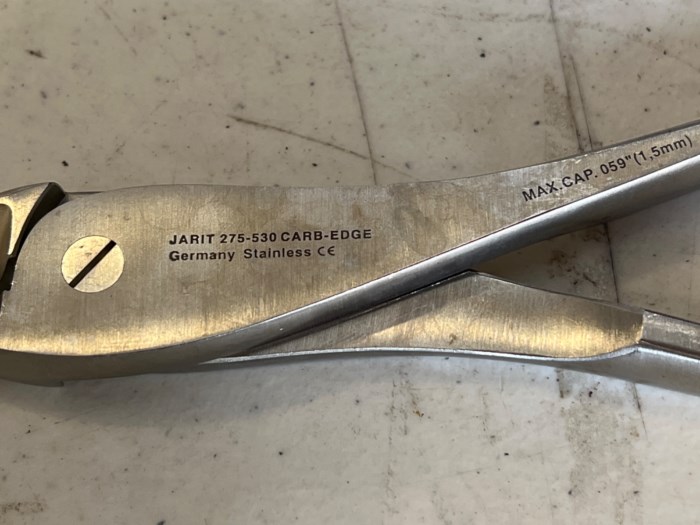 JARIT 275-530 CARB-EDGE
Germany Stainless CE
MAX. CAP. 059" (1,5mm)